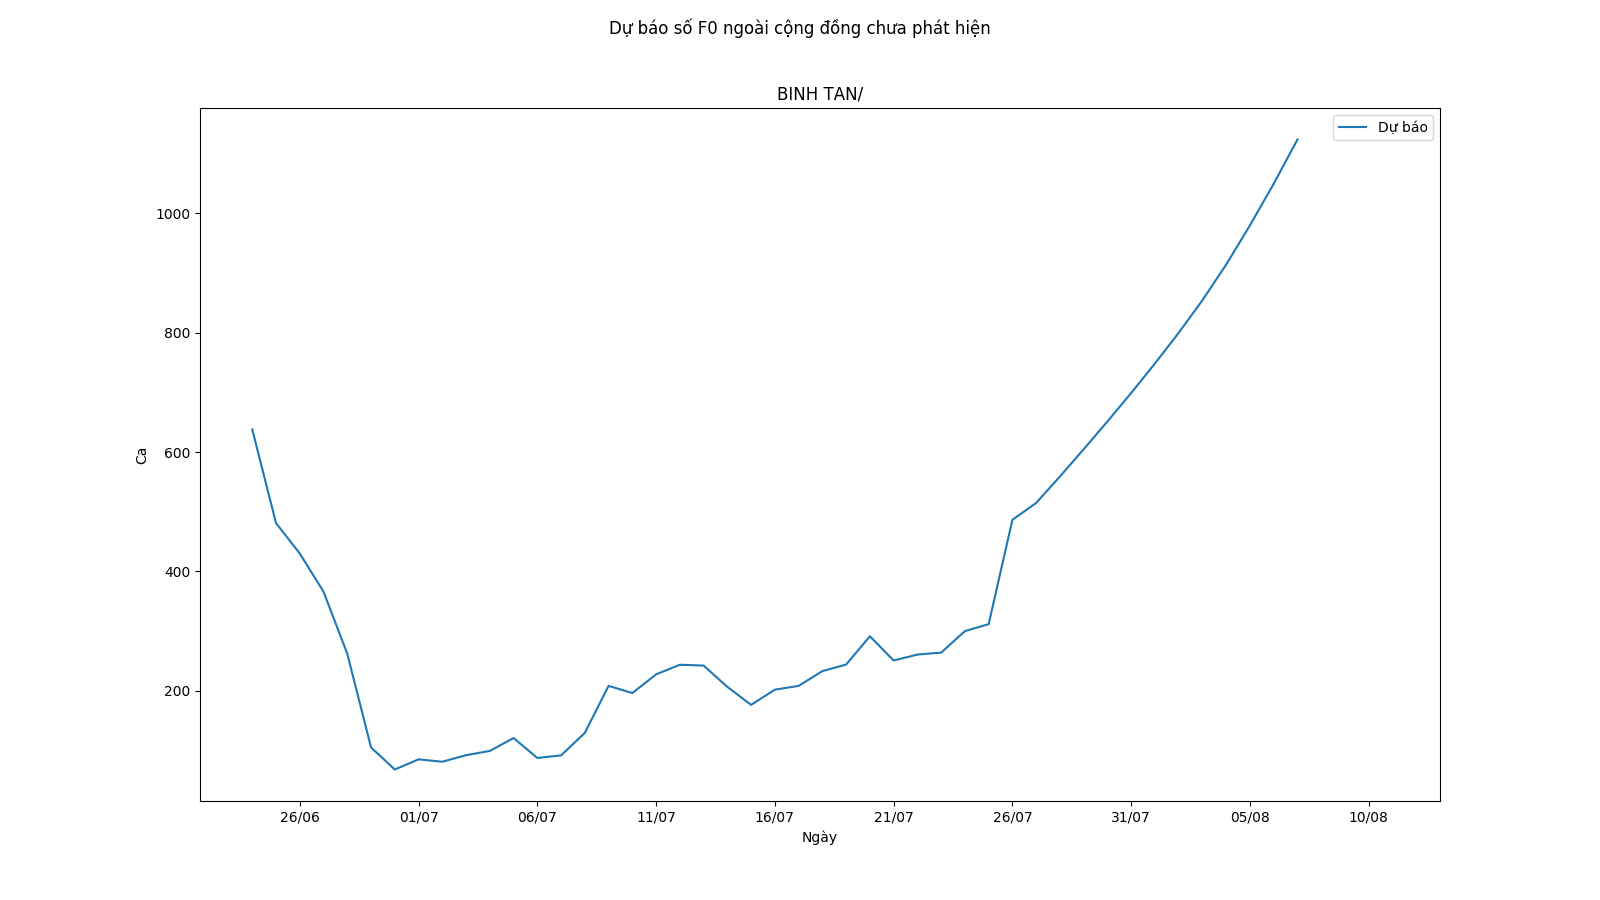 Dự báo số F0 ngoài cộng đồng chưa phát hiện
BINH TAN/
Dự báo
1000
800
600
400
200
Ca
26/06 01/07 06/07 11/07 16/07 21/07 26/07 31/07 05/08 10/08
Ngày